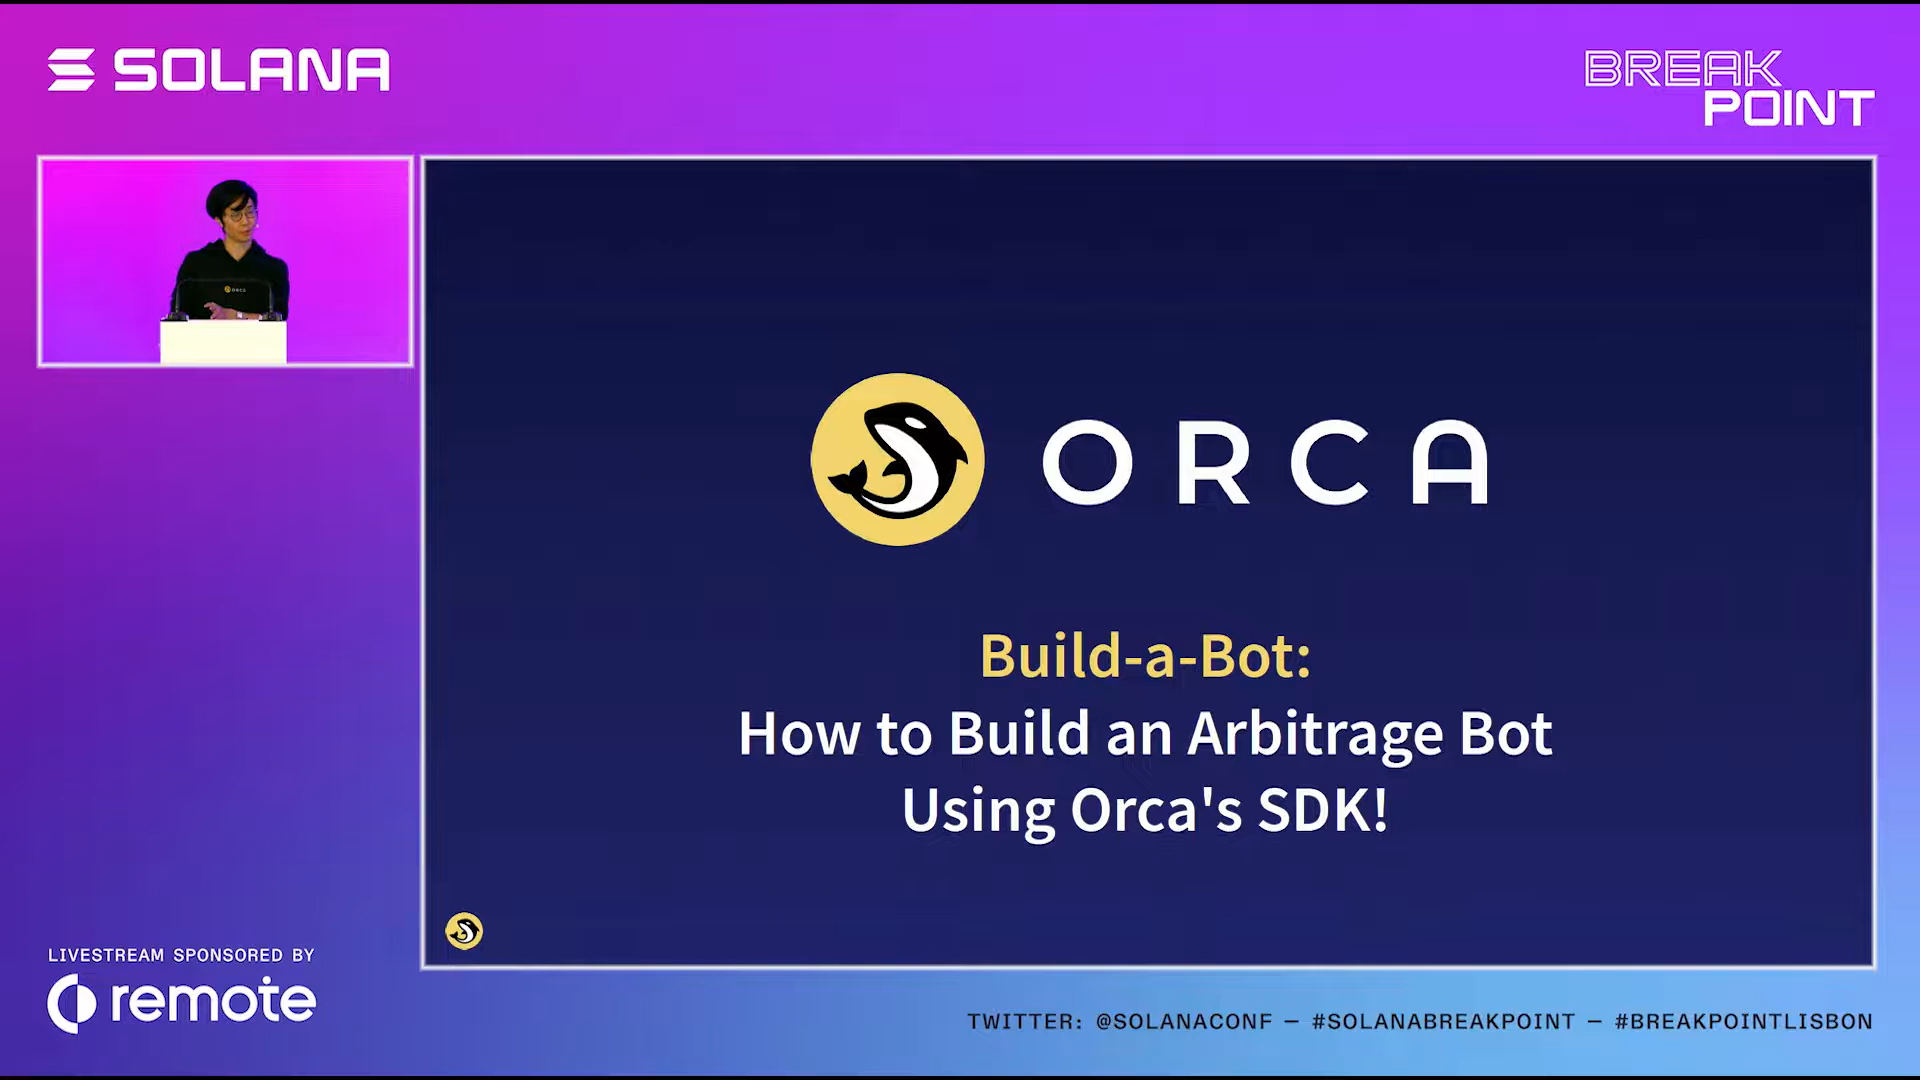 SOLANA
BREAK
POINT
ORCA
ORCA
Build-a-Bot:
How to Build an Arbitrage Bot
Using Orca's SDK!
LIVESTREAM SPONSORED BY
remote
TWITTER: @SOLANACONF — #SOLANABREAKPOINT — #BREAKPOINTLISBON